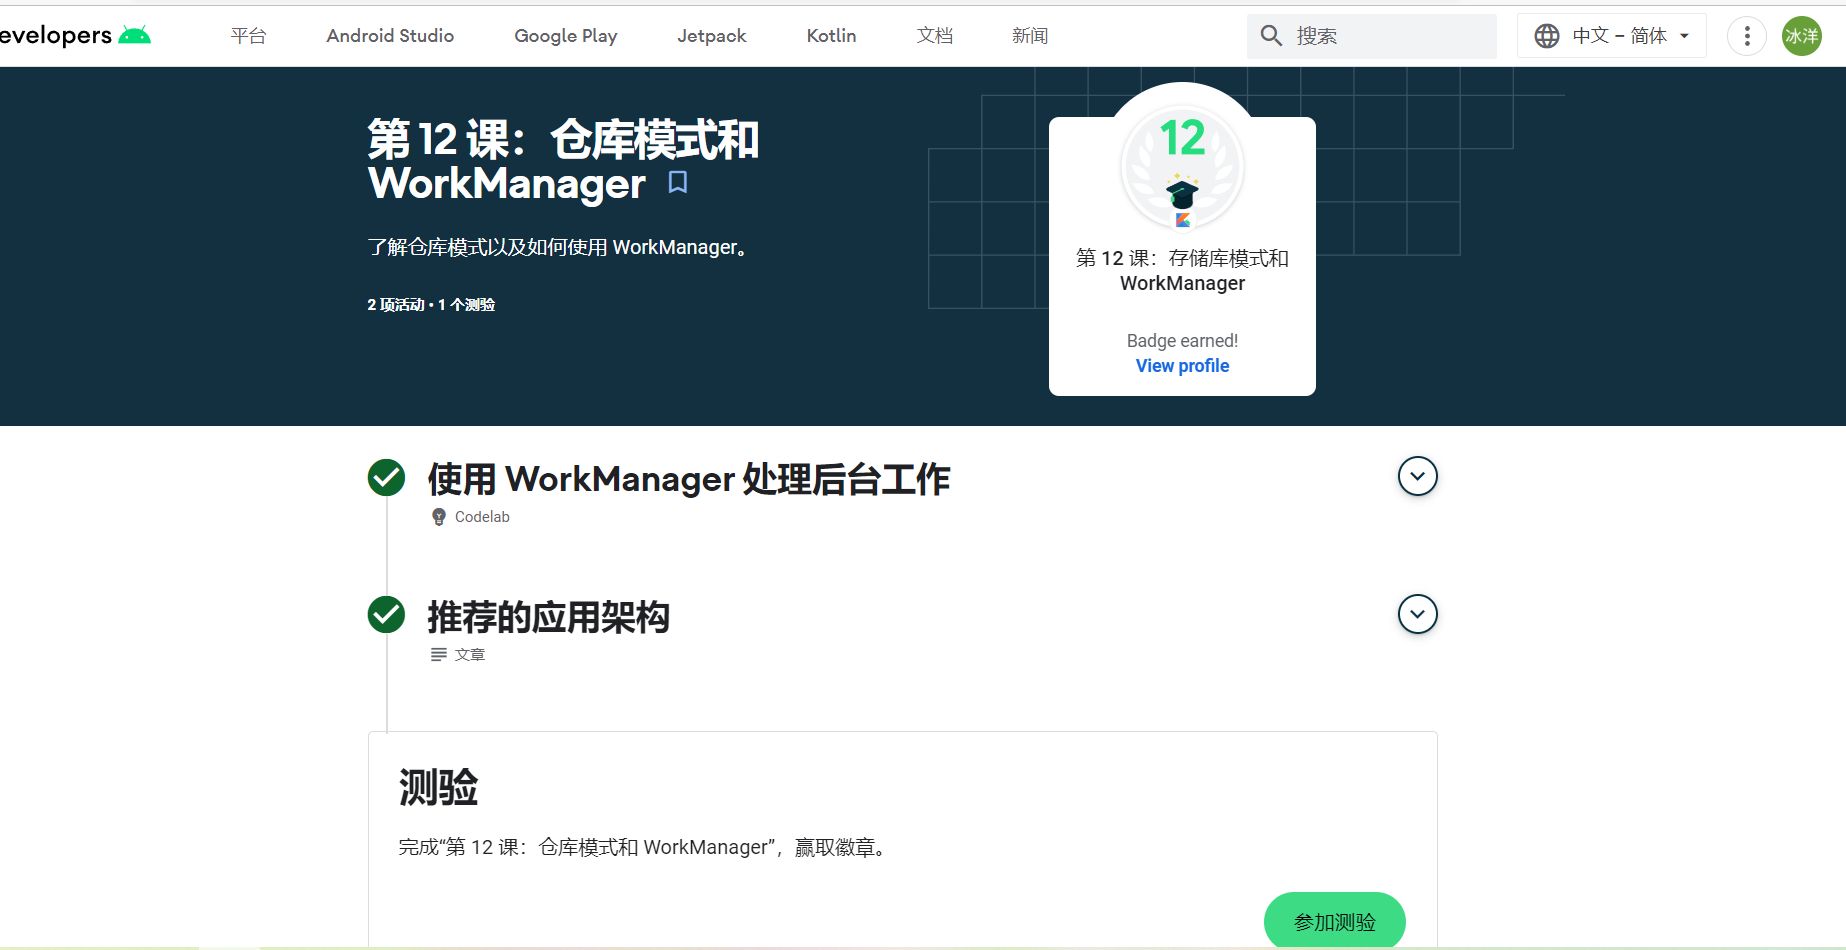 evelopers
平台
Android Studio
Google Play
Jetpack
Kotlin
文档
新闻
搜索
中文 – 简体
冰洋
第 12 课：仓库模式和
WorkManager
了解仓库模式以及如何使用 WorkManager。
2 项活动 • 1 个测验
12
第 12 课：存储库模式和
WorkManager
Badge earned!
View profile
使用 WorkManager 处理后台工作
Codelab
推荐的应用架构
文章
测验
完成“第 12 课：仓库模式和 WorkManager”，赢取徽章。
参加测验